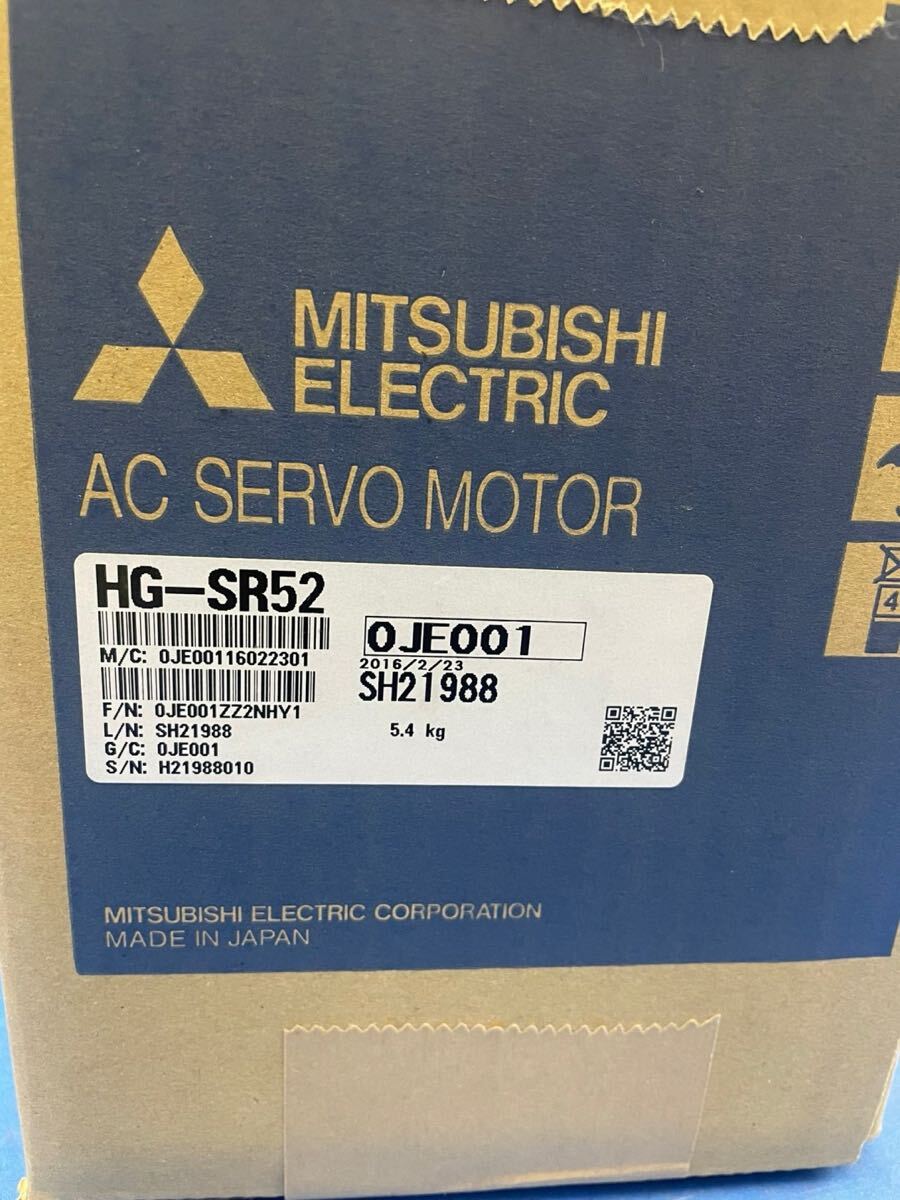 MITSUBISHI
ELECTRIC
AC SERVO MOTOR
HG-SR52
0JE001
M/C: 0JE00116022301
2016/2/23
SH21988
F/N: 0JE001ZZ2NHY1
L/N: SH21988
5.4 kg
G/C: 0JE001
S/N: H21988010
4
MITSUBISHI ELECTRIC CORPORATION
MADE IN JAPAN